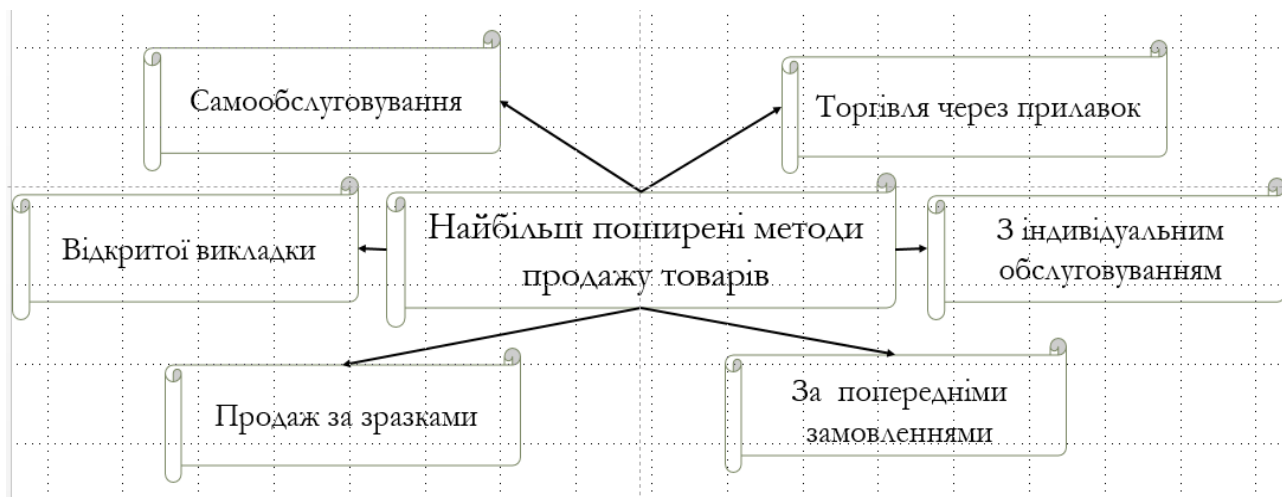 Самообслуговування
Торгівля через прилавок
Відкритої викладки
Найбільш поширені методи
продажу товарів
З індивідуальним
обслуговуванням
Продаж за зразками
За попередніми
замовленнями